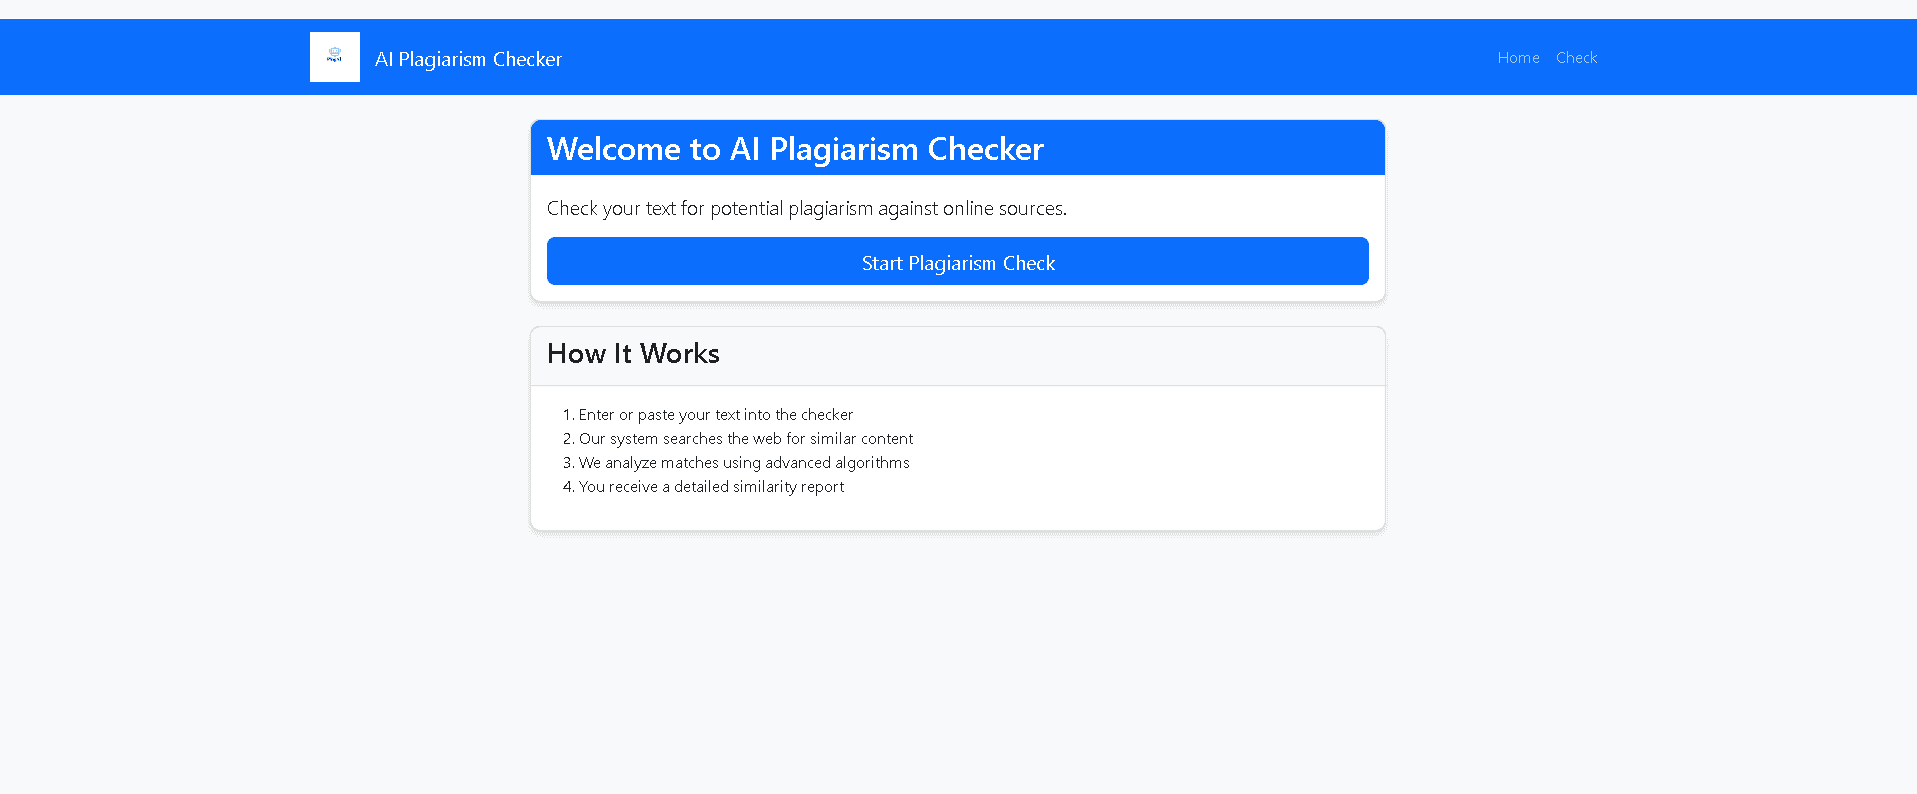 AI Plagiarism Checker
Home
Check
Welcome to AI Plagiarism Checker
Check your text for potential plagiarism against online sources.
Start Plagiarism Check
How It Works
1. Enter or paste your text into the checker
2. Our system searches the web for similar content
3. We analyze matches using advanced algorithms
4. You receive a detailed similarity report